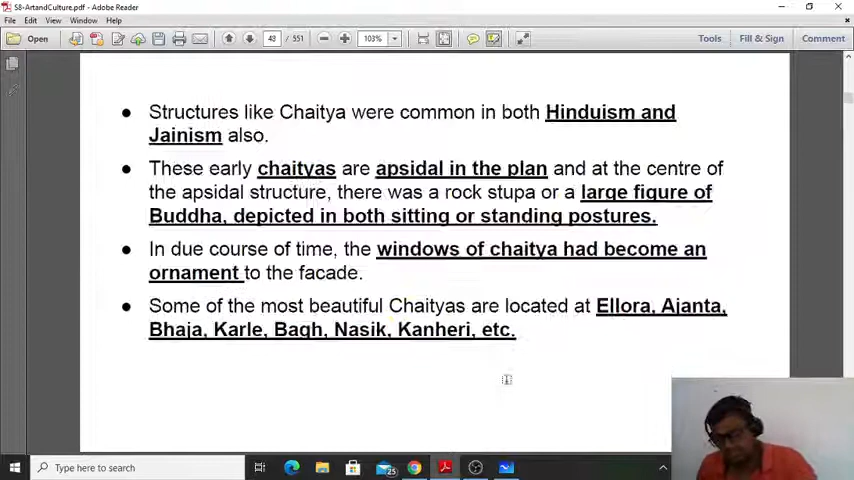 S8-ArtandCulture.pdf - Adobe Reader
File Edit View Window Help
Open 43 / 551 103% Tools Fill & Sign Comment
● Structures like Chaitya were common in both Hinduism and
Jainism also.
● These early chaityas are apsidal in the plan and at the centre of
the apsidal structure, there was a rock stupa or a large figure of
Buddha, depicted in both sitting or standing postures.
● In due course of time, the windows of chaitya had become an
ornament to the facade.
● Some of the most beautiful Chaityas are located at Ellora, Ajanta,
Bhaja, Karle, Bagh, Nasik, Kanheri, etc.
Type here to search
25